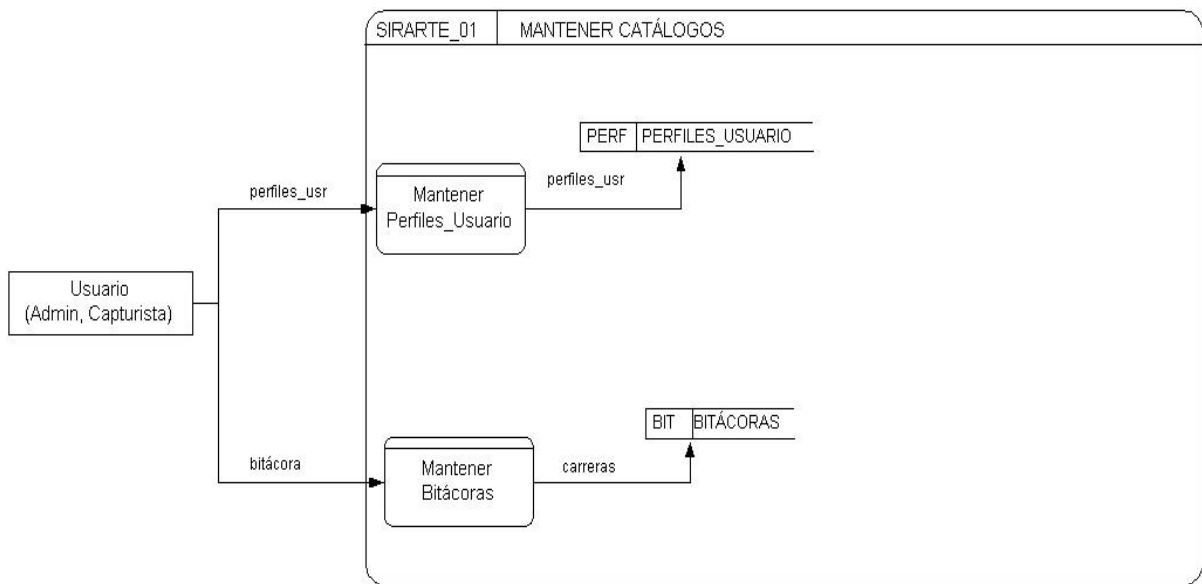 SIRARTE_01 MANTENER CATÁLOGOS
PERF PERFILES_USUARIO
perfiles_usr
Mantener
Perfiles_Usuario
perfiles_usr
Usuario
(Admin, Capturista)
BIT BITÁCORAS
bitácora
Mantener
Bitácoras
carreras